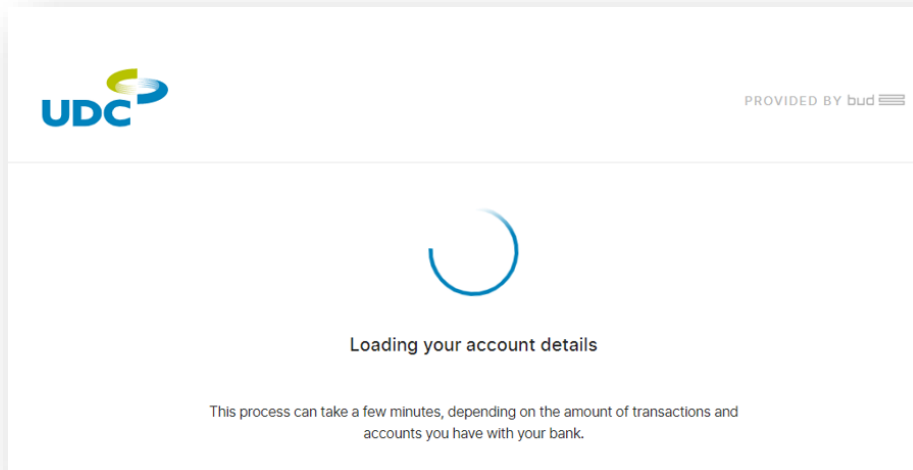 UDC
PROVIDED BY bud
Loading your account details
This process can take a few minutes, depending on the amount of transactions and
accounts you have with your bank.